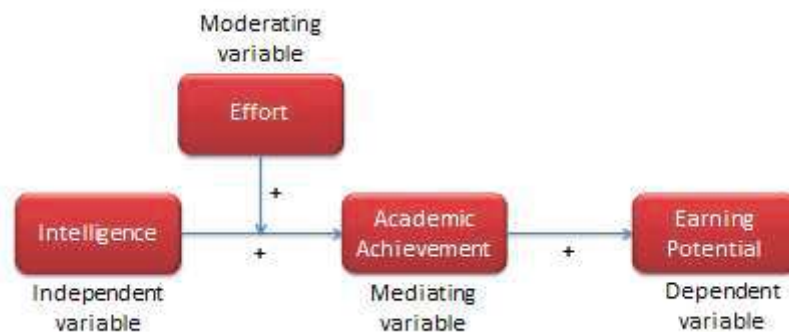 Moderating
variable
Effort
+
Intelligence
+
Academic
Achievement
+
Earning
Potential
Independent
variable
Mediating
variable
Dependent
variable